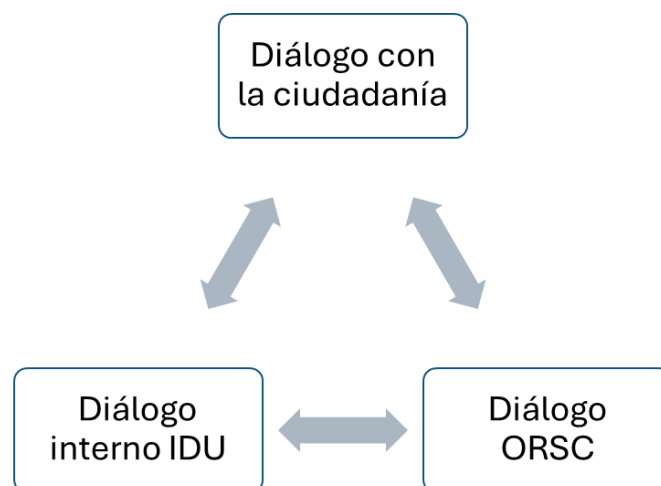 Diálogo con
la ciudadanía
Diálogo
interno IDU
Diálogo
ORSC